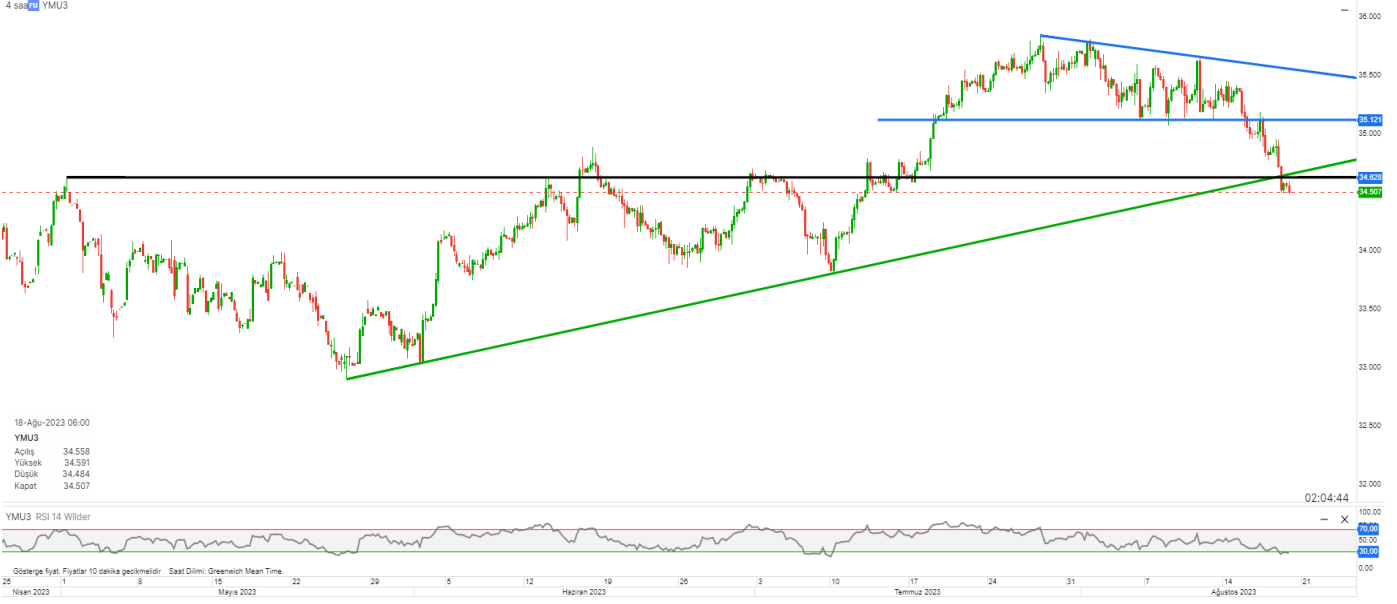 4 saa FU YMU3
36.000
35.500
35.121
35.000
34.628
34.507
34.000
33.500
33.000
32.500
32.000
18-Ağu-2023 06:00
YMU3
Açılış 34.558
Yüksek 34.591
Düşük 34.484
Kapat 34.507
02:04:44
YMU3 RSI 14 Wilder
100.00
70,00
50.00
30,00
0.00
Gösterge fiyat. Fiyatlar 10 dakika gecikmelidir Saat Dilimi: Greenwich Mean Time
25 1 8 15 22 29 5 12 19 26 3 10 17 24 31 7 14 21
Nisan 2023 Mayıs 2023 Haziran 2023 Temmuz 2023 Ağustos 2023